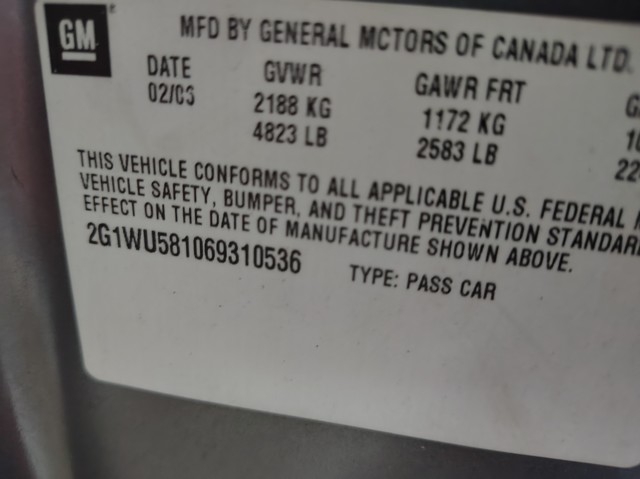 GM
MFD BY GENERAL MOTORS OF CANADA LTD.
DATE GVWR GAWR FRT
02/06 2188 KG 1172 KG
4823 LB 2583 LB
THIS VEHICLE CONFORMS TO ALL APPLICABLE U.S. FEDERAL
VEHICLE SAFETY, BUMPER, AND THEFT PREVENTION STANDAR
EFFECT ON THE DATE OF MANUFACTURE SHOWN ABOVE.
2G1WU581069310536 TYPE: PASS CAR